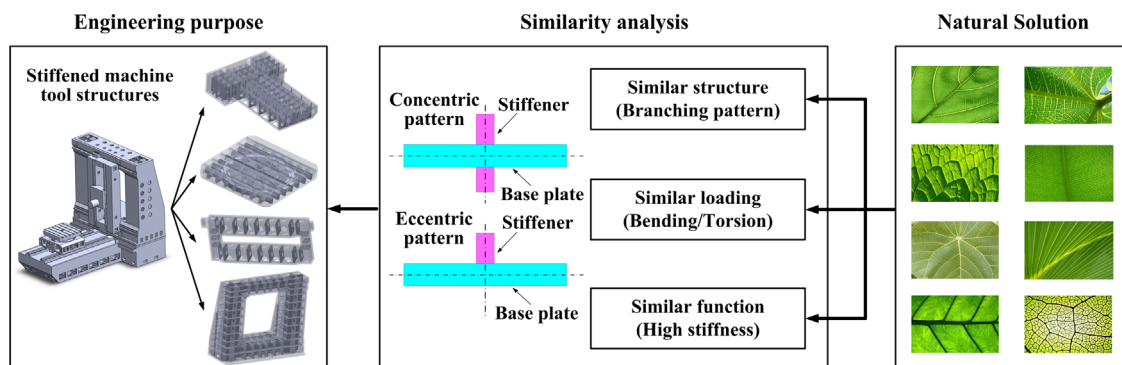 Engineering purpose
Similarity analysis
Natural Solution
Stiffened machine
tool structures
Concentric
pattern
Stiffener
Base plate
Eccentric
pattern
Stiffener
Base plate
Similar structure
(Branching pattern)
Similar loading
(Bending/Torsion)
Similar function
(High stiffness)